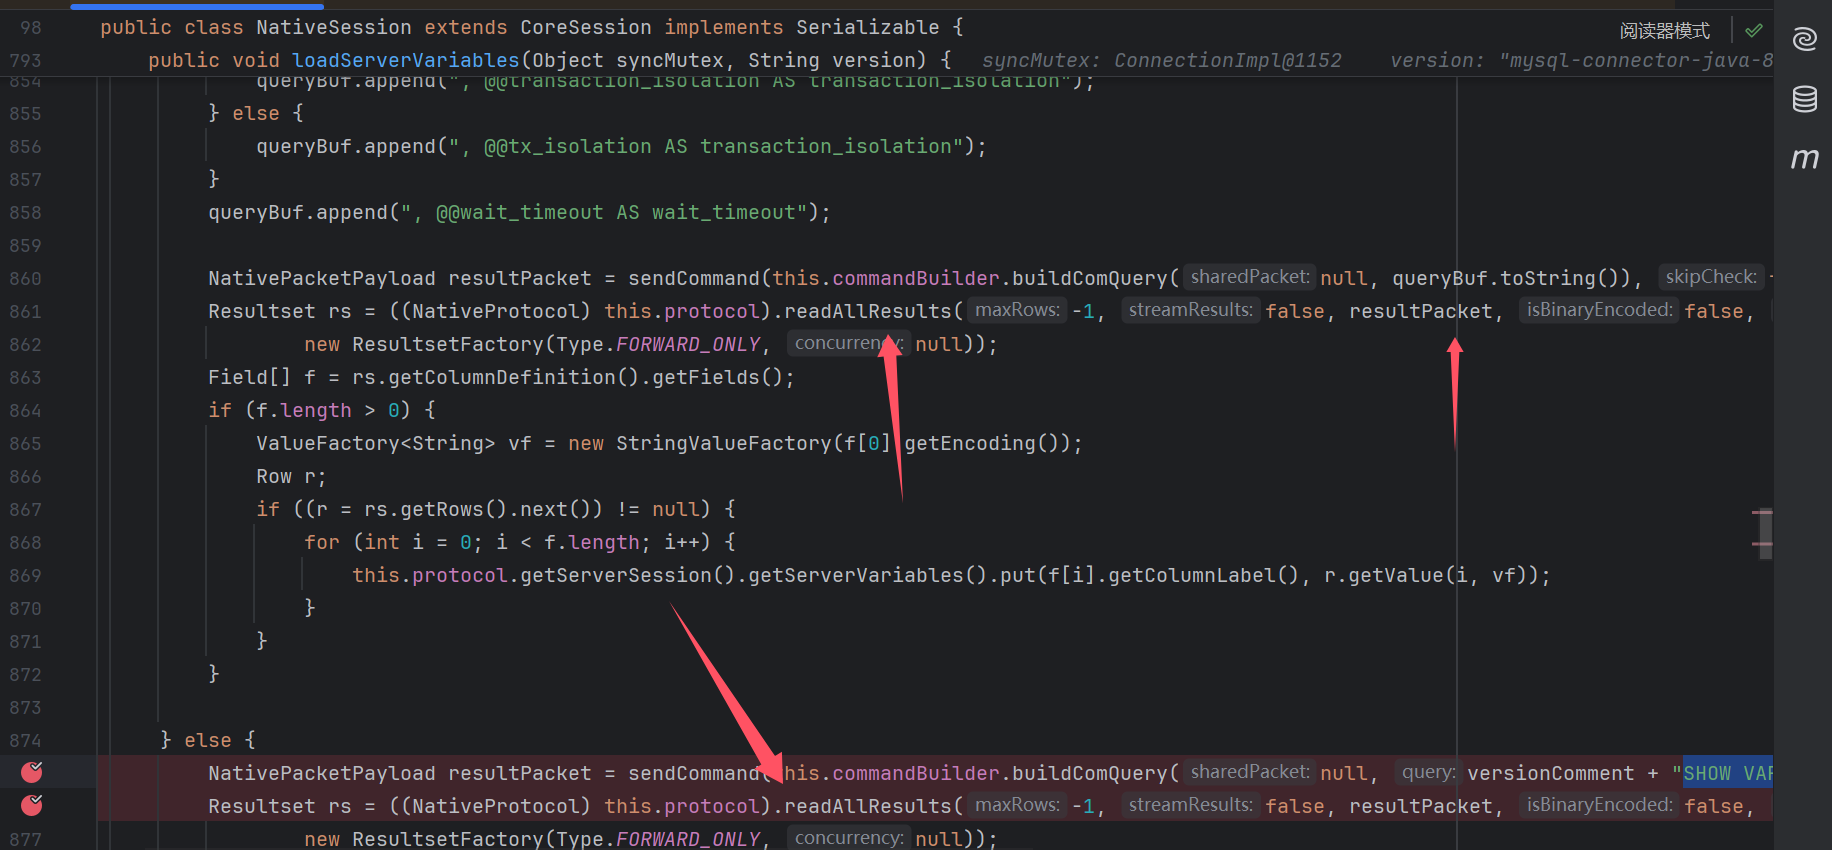 98 public class NativeSession extends CoreSession implements Serializable { 阅读器模式
793 public void loadServerVariables(Object syncMutex, String version) { syncMutex: ConnectionImpl@1152 version: "mysql-connector-java-8
854 queryBuf.append(", @@transaction_isolation AS transaction_isolation");
855 } else {
856 queryBuf.append(", @@tx_isolation AS transaction_isolation");
857 }
858 queryBuf.append(", @@wait_timeout AS wait_timeout");
859
860 NativePacketPayload resultPacket = sendCommand(this.commandBuilder.buildComQuery( sharedPacket: null, queryBuf.toString()), skipCheck:
861 Resultset rs = ((NativeProtocol) this.protocol).readAllResults( maxRows: -1, streamResults: false, resultPacket, isBinaryEncoded: false,
862 new ResultsetFactory(Type.FORWARD_ONLY, concurrency: null));
863 Field[] f = rs.getColumnDefinition().getFields();
864 if (f.length > 0) {
865 ValueFactory<String> vf = new StringValueFactory(f[0].getEncoding());
866 Row r;
867 if ((r = rs.getRows().next()) != null) {
868 for (int i = 0; i < f.length; i++) {
869 this.protocol.getServerSession().getServerVariables().put(f[i].getColumnLabel(), r.getValue(i, vf));
870 }
871 }
872 }
873
874 } else {
NativePacketPayload resultPacket = sendCommand(this.commandBuilder.buildComQuery( sharedPacket: null, query: versionComment + "SHOW VAR
Resultset rs = ((NativeProtocol) this.protocol).readAllResults( maxRows: -1, streamResults: false, resultPacket, isBinaryEncoded: false,
877 new ResultsetFactory(Type.FORWARD_ONLY, concurrency: null));
m